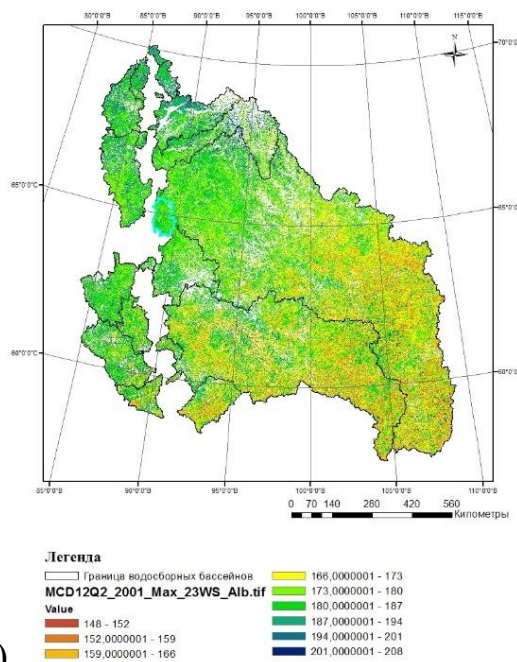 80°0'0"В 85°0'0"В 90°0'0"В 95°0'0"В 100°0'0"В 105°0'0"В 110°0'0"В 115°0'0"В
N
70°0'0"С
65°0'0"С
65°0'0"С
60°0'0"С
60°0'0"С
85°0'0"В 90°0'0"В 95°0'0"В 100°0'0"В 105°0'0"В 110°0'0"В
0 70 140 280 420 560
Километры
Легенда
Граница водосборных бассейнов
MCD12Q2_2001_Max_23WS_Alb.tif
Value
148 - 152
152,0000001 - 159
159,0000001 - 166
166,0000001 - 173
173,0000001 - 180
180,0000001 - 187
187,0000001 - 194
194,0000001 - 201
201,0000001 - 208
)